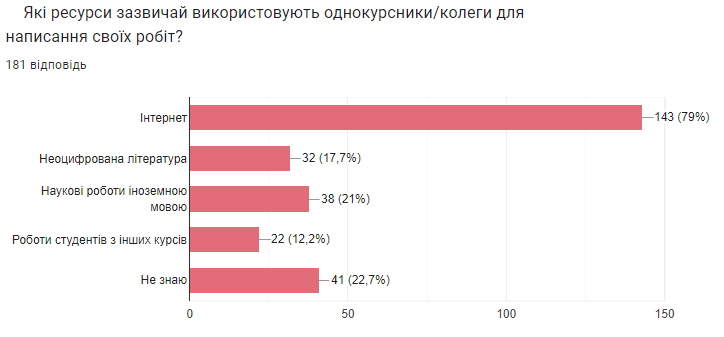 Які ресурси зазвичай використовують однокурсники/колеги для
написання своїх робіт?
181 відповідь
Інтернет
143 (79%)
Неоцифрована література
32 (17,7%)
Наукові роботи іноземною
мовою
38 (21%)
Роботи студентів з інших курсів
22 (12,2%)
Не знаю
41 (22,7%)
0 50 100 150